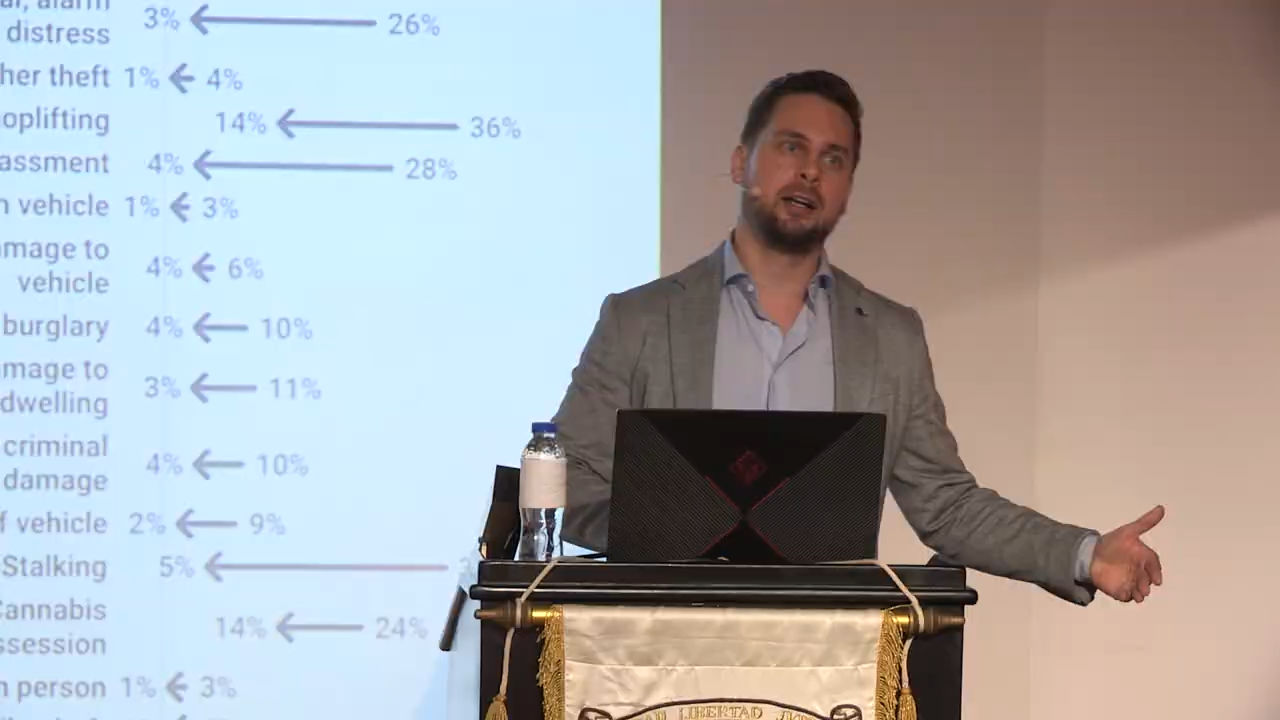 distress 3% 26%
her theft 1% 4%
oplifting 14% 36%
assment 4% 28%
n vehicle 1% 3%
mage to
vehicle 4% 6%
burglary 4% 10%
mage to
dwelling 3% 11%
criminal
damage 4% 10%
f vehicle 2% 9%
Stalking 5%
Cannabis
ssession 14% 24%
n person 1% 3%
LIBERTAD